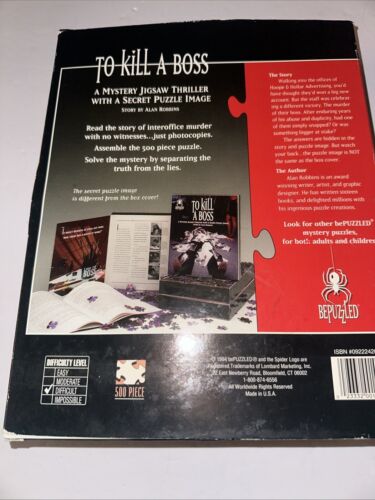 TO KILL A BOSS
A MYSTERY JIGSAW THRILLER
WITH A SECRET PUZZLE IMAGE
STORY BY ALAN ROBBINS
Read the story of interoffice murder
with no witnesses...just photocopies.
Assemble the 500 piece puzzle.
Solve the mystery by separating the
truth from the lies.
The secret puzzle image
is different from the box cover!
TO KILL
A BOSS
The Story
Walking into the offices of
Hoope & Hollar Advertising, you'd
have thought they'd won a big new
account. But the staff was celebrat-
ing a different victory. The murder
of their boss. After enduring years
of his abuse and duplicity, had one
of them simply snapped? Or was
something bigger at stake?
The answers are hidden in the
story and puzzle image. But watch
your back...the puzzle image is NOT
the same as the box cover.
The Author
Alan Robbins is an award
winning writer, artist, and graphic
designer. He has written sixteen
books, and delighted millions with
his ingenious puzzle creations.
Look for other bePUZZLED
mystery puzzles,
for both adults and children
BEPUZZLED
DIFFICULTY LEVEL
EASY
MODERATE
DIFFICULT
IMPOSSIBLE
500 PIECE
© 1994 bePUZZLED® and the Spider Logo are
Registered Trademarks of Lombard Marketing, Inc.
22 East Newberry Road, Bloomfield, CT 06002
1-800-874-6556
All Worldwide Rights Reserved
Made in U.S.A.
ISBN #0922242